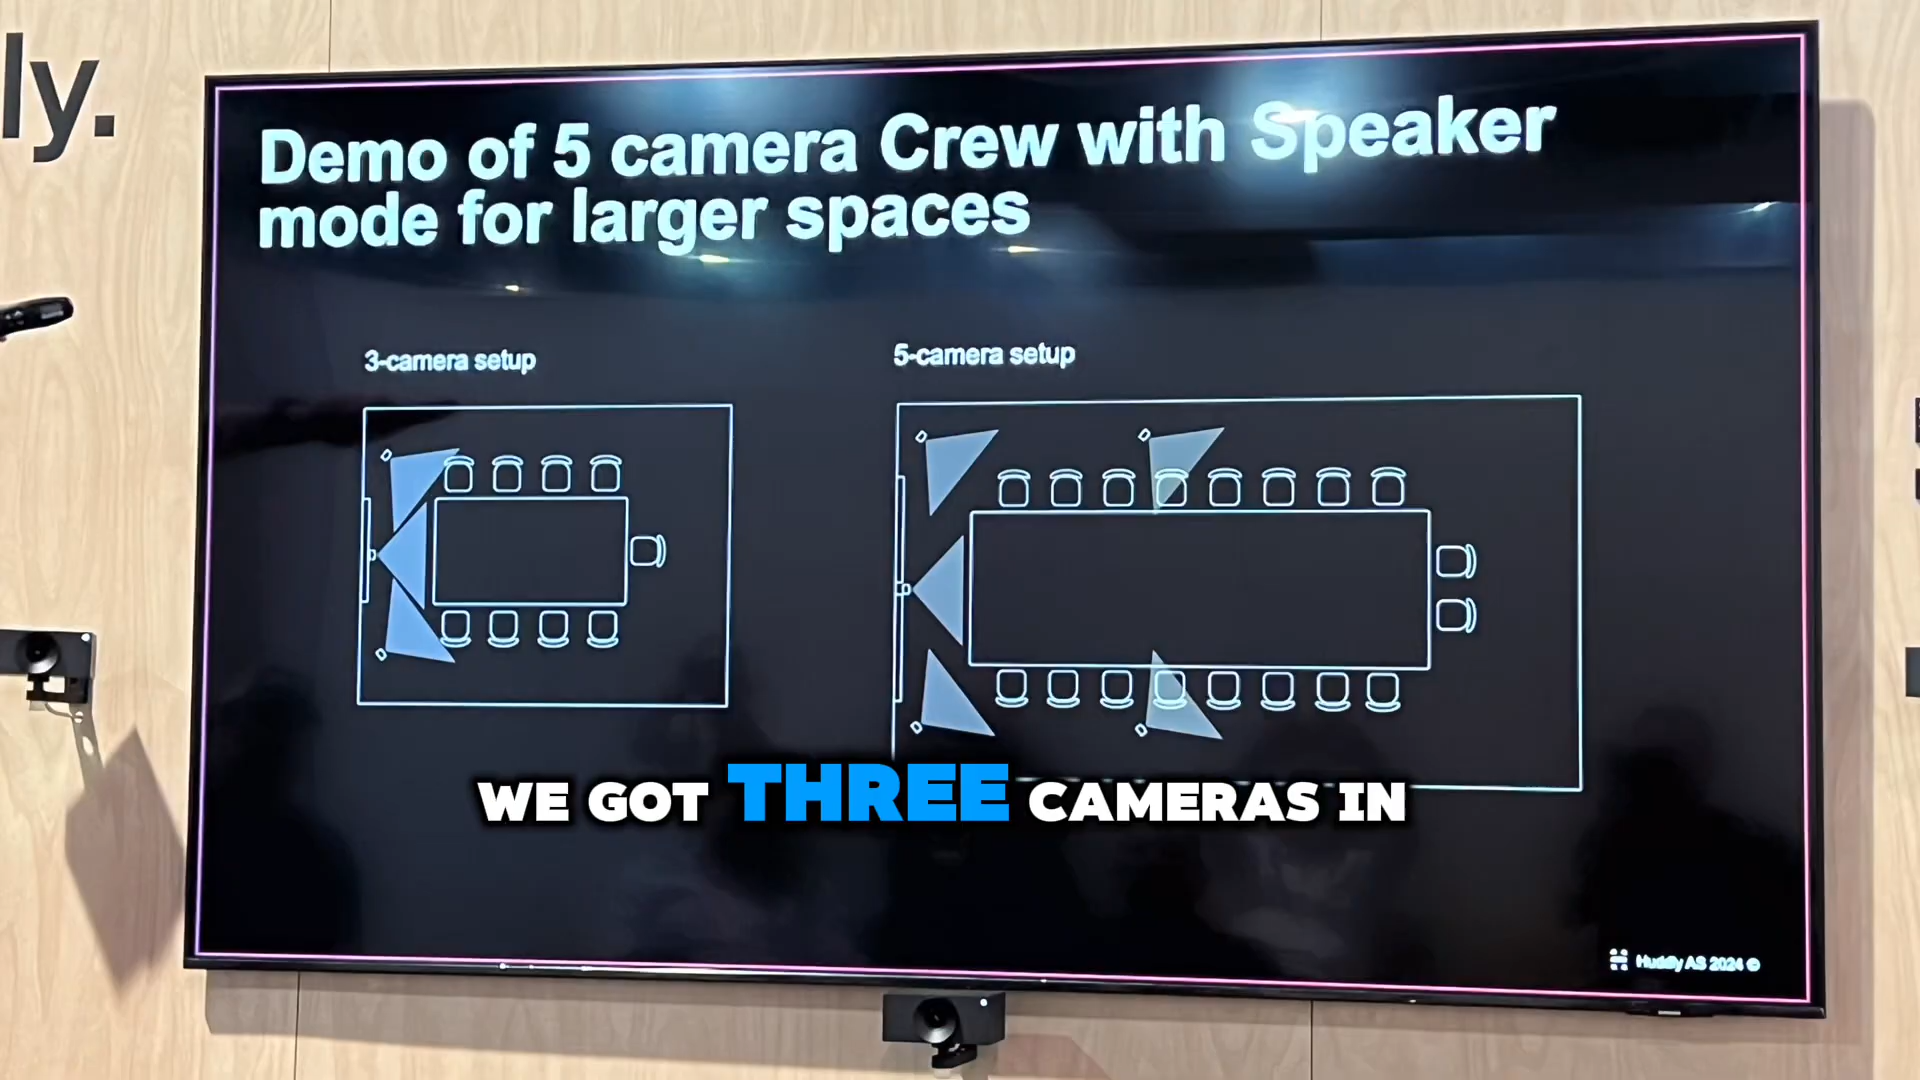 ly.
Demo of 5 camera Crew with Speaker
mode for larger spaces
3-camera setup
5-camera setup
WE GOT THREE CAMERAS IN
Huddly AS 2024 ©